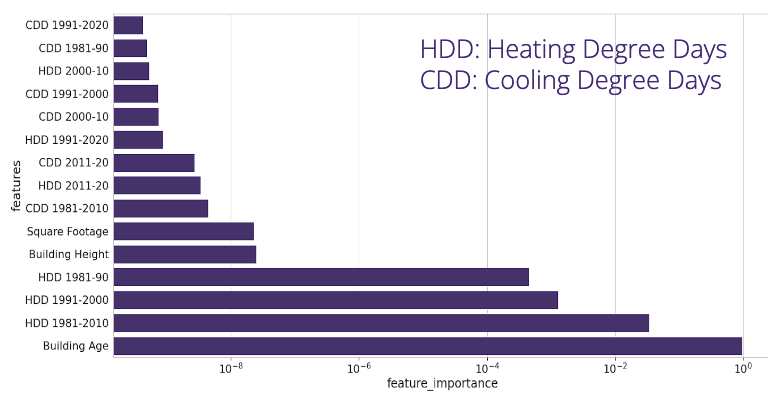 HDD: Heating Degree Days
CDD: Cooling Degree Days
features
CDD 1991-2020
CDD 1981-90
HDD 2000-10
CDD 1991-2000
CDD 2000-10
HDD 1991-2020
CDD 2011-20
HDD 2011-20
CDD 1981-2010
Square Footage
Building Height
HDD 1981-90
HDD 1991-2000
HDD 1981-2010
Building Age
10⁻⁸ 10⁻⁶ 10⁻⁴ 10⁻² 10⁰
feature_importance